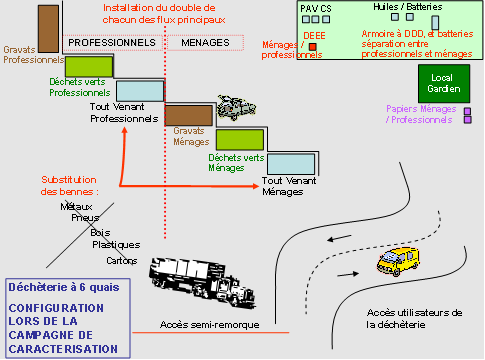 Installation du double de
chacun des flux principaux
PROFESSIONNELS
MENAGES
Gravats
Professionnels
Déchets verts
Professionnels
Tout Venant
Professionnels
Gravats
Ménages
Déchets verts
Ménages
Tout Venant
Ménages
PAV CS
Huiles / Batteries
DEEE
Ménages /
professionnels
Armoire à DDD, et batteries
séparation entre
professionnels et ménages
Local
Gardien
Papiers Ménages
/ Professionnels
Substitution
des bennes :
Métaux
Pneus
Bois
Plastiques
Cartons
Déchèterie à 6 quais
CONFIGURATION
LORS DE LA
CAMPAGNE DE
CARACTERISATION
Accès semi-remorque
Accès utilisateurs de
la déchèterie